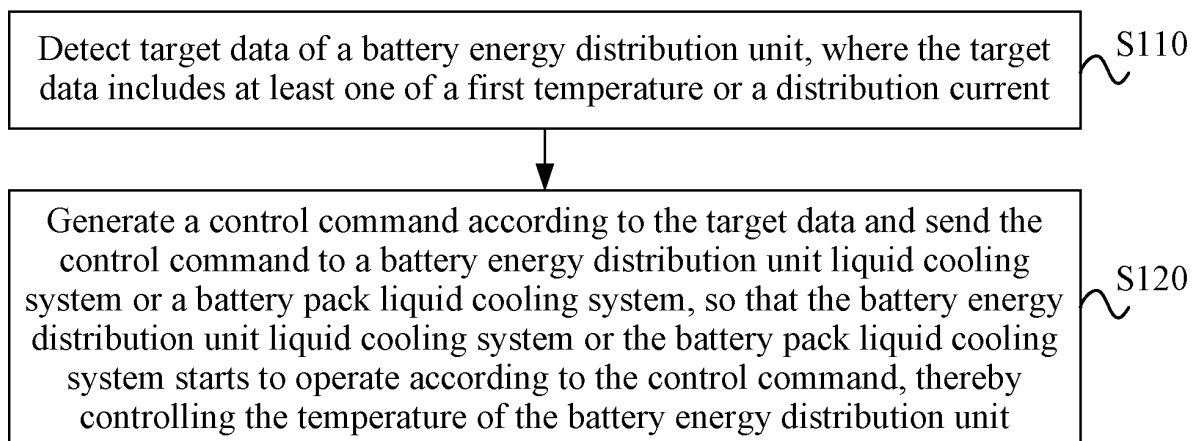 Detect target data of a battery energy distribution unit, where the target
data includes at least one of a first temperature or a distribution current
S110
Generate a control command according to the target data and send the
control command to a battery energy distribution unit liquid cooling
system or a battery pack liquid cooling system, so that the battery energy
distribution unit liquid cooling system or the battery pack liquid cooling
system starts to operate according to the control command, thereby
controlling the temperature of the battery energy distribution unit
S120